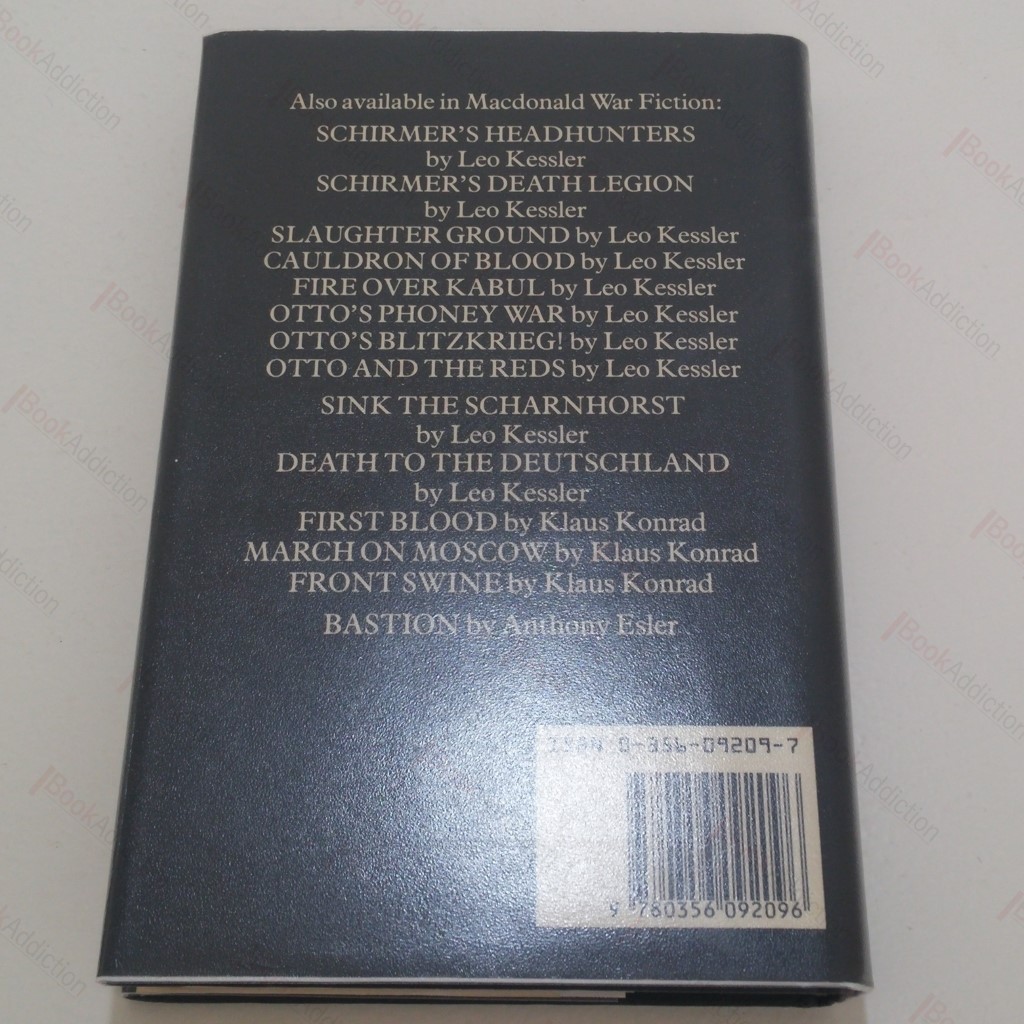 Also available in Macdonald War Fiction:
SCHIRMER'S HEADHUNTERS
by Leo Kessler
SCHIRMER'S DEATH LEGION
by Leo Kessler
SLAUGHTER GROUND by Leo Kessler
CAULDRON OF BLOOD by Leo Kessler
FIRE OVER KABUL by Leo Kessler
OTTO'S PHONEY WAR by Leo Kessler
OTTO'S BLITZKRIEG! by Leo Kessler
OTTO AND THE REDS by Leo Kessler
SINK THE SCHARNHORST
by Leo Kessler
DEATH TO THE DEUTSCHLAND
by Leo Kessler
FIRST BLOOD by Klaus Konrad
MARCH ON MOSCOW by Klaus Konrad
FRONT SWINE by Klaus Konrad
BASTION by Anthony Esler
ISBN 0-356-09209-7
9 780356 092096
BookAddiction